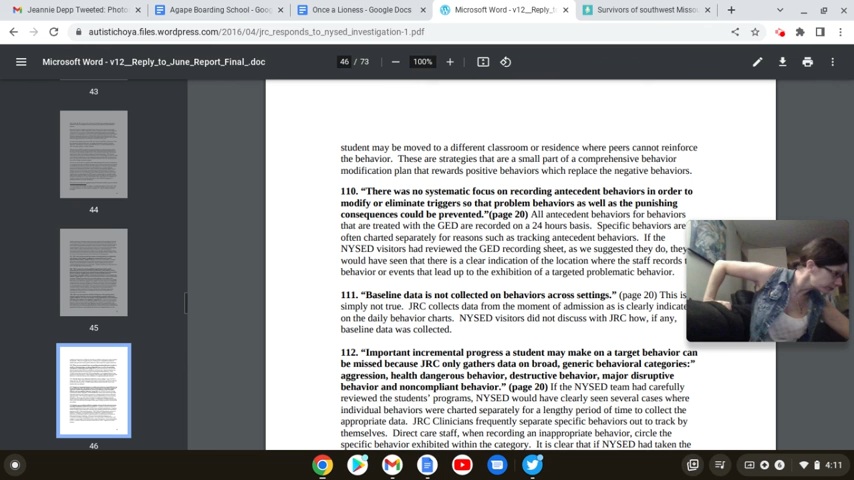 Jeannie Depp Tweeted: Photo
Agape Boarding School - Goo
Once a Lioness - Google Docs
Microsoft Word - v12__Reply_t
Survivors of southwest Misso
autistichoya.files.wordpress.com/2016/04/jrc_responds_to_nysed_investigation-1.pdf
Microsoft Word - v12__Reply_to_June_Report_Final_.doc
46 / 73
100%
43
44
45
46
student may be moved to a different classroom or residence where peers cannot reinforce
the behavior. These are strategies that are a small part of a comprehensive behavior
modification plan that rewards positive behaviors which replace the negative behaviors.
110. “There was no systematic focus on recording antecedent behaviors in order to
modify or eliminate triggers so that problem behaviors as well as the punishing
consequences could be prevented.”(page 20) All antecedent behaviors for behaviors
that are treated with the GED are recorded on a 24 hours basis. Specific behaviors are
often charted separately for reasons such as tracking antecedent behaviors. If the
NYSED visitors had reviewed the GED recording sheet, as we suggested they do, they
would have seen that there is a clear indication of the location where the staff records t
behavior or events that lead up to the exhibition of a targeted problematic behavior.
111. “Baseline data is not collected on behaviors across settings.” (page 20) This is
simply not true. JRC collects data from the moment of admission as is clearly indicate
on the daily behavior charts. NYSED visitors did not discuss with JRC how, if any,
baseline data was collected.
112. “Important incremental progress a student may make on a target behavior can
be missed because JRC only gathers data on broad, generic behavioral categories:”
aggression, health dangerous behavior, destructive behavior, major disruptive
behavior and noncompliant behavior.” (page 20) If the NYSED team had carefully
reviewed the students’ programs, NYSED would have clearly seen several cases where
individual behaviors were charted separately for a lengthy period of time to collect the
appropriate data. JRC Clinicians frequently separate specific behaviors out to track by
themselves. Direct care staff, when recording an inappropriate behavior, circle the
specific behavior exhibited within the category. It is clear that if NYSED had taken the
4:11